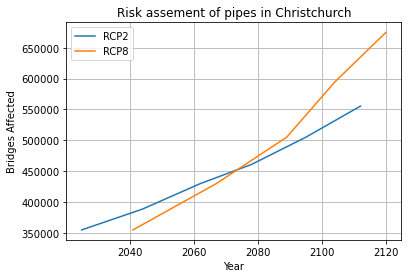 Risk assement of pipes in Christchurch
RCP2
RCP8
Bridges Affected
650000
600000
550000
500000
450000
400000
350000
2040
2060
2080
2100
2120
Year